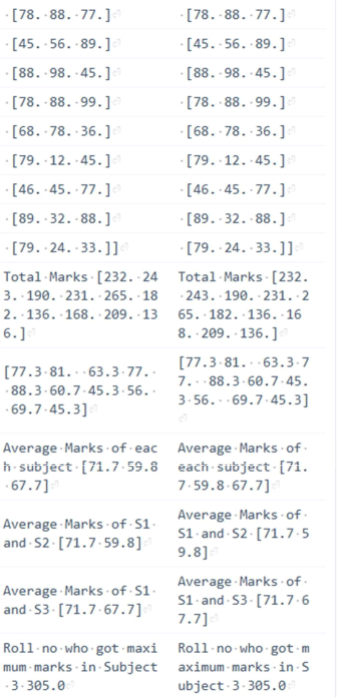 [78. 88. 77.]
[45. 56. 89.]
[88. 98. 45.]
[78. 88. 99.]
[68. 78. 36.]
[79. 12. 45.]
[46. 45. 77.]
[89. 32. 88.]
[79. 24. 33.]]
Total Marks [232. 24
3. 190. 231. 265. 18
2. 136. 168. 209. 13
6.]
[77.3 81.  63.3 77. 
 88.3 60.7 45.3 56. 
 69.7 45.3]
Average Marks of eac
h subject [71.7 59.8
 67.7]
Average Marks of S1 
and S2 [71.7 59.8]
Average Marks of S1 
and S3 [71.7 67.7]
Roll no who got maxi
mum marks in Subject
 3 305.0
[78. 88. 77.]
[45. 56. 89.]
[88. 98. 45.]
[78. 88. 99.]
[68. 78. 36.]
[79. 12. 45.]
[46. 45. 77.]
[89. 32. 88.]
[79. 24. 33.]]
Total Marks [232.
 243. 190. 231. 2
65. 182. 136. 16
8. 209. 136.]
[77.3 81.  63.3 7
7.  88.3 60.7 45.
3 56.  69.7 45.3]
Average Marks of 
each subject [71.
7 59.8 67.7]
Average Marks of 
S1 and S2 [71.7 5
9.8]
Average Marks of 
S1 and S3 [71.7 6
7.7]
Roll no who got m
aximum marks in S
ubject 3 305.0